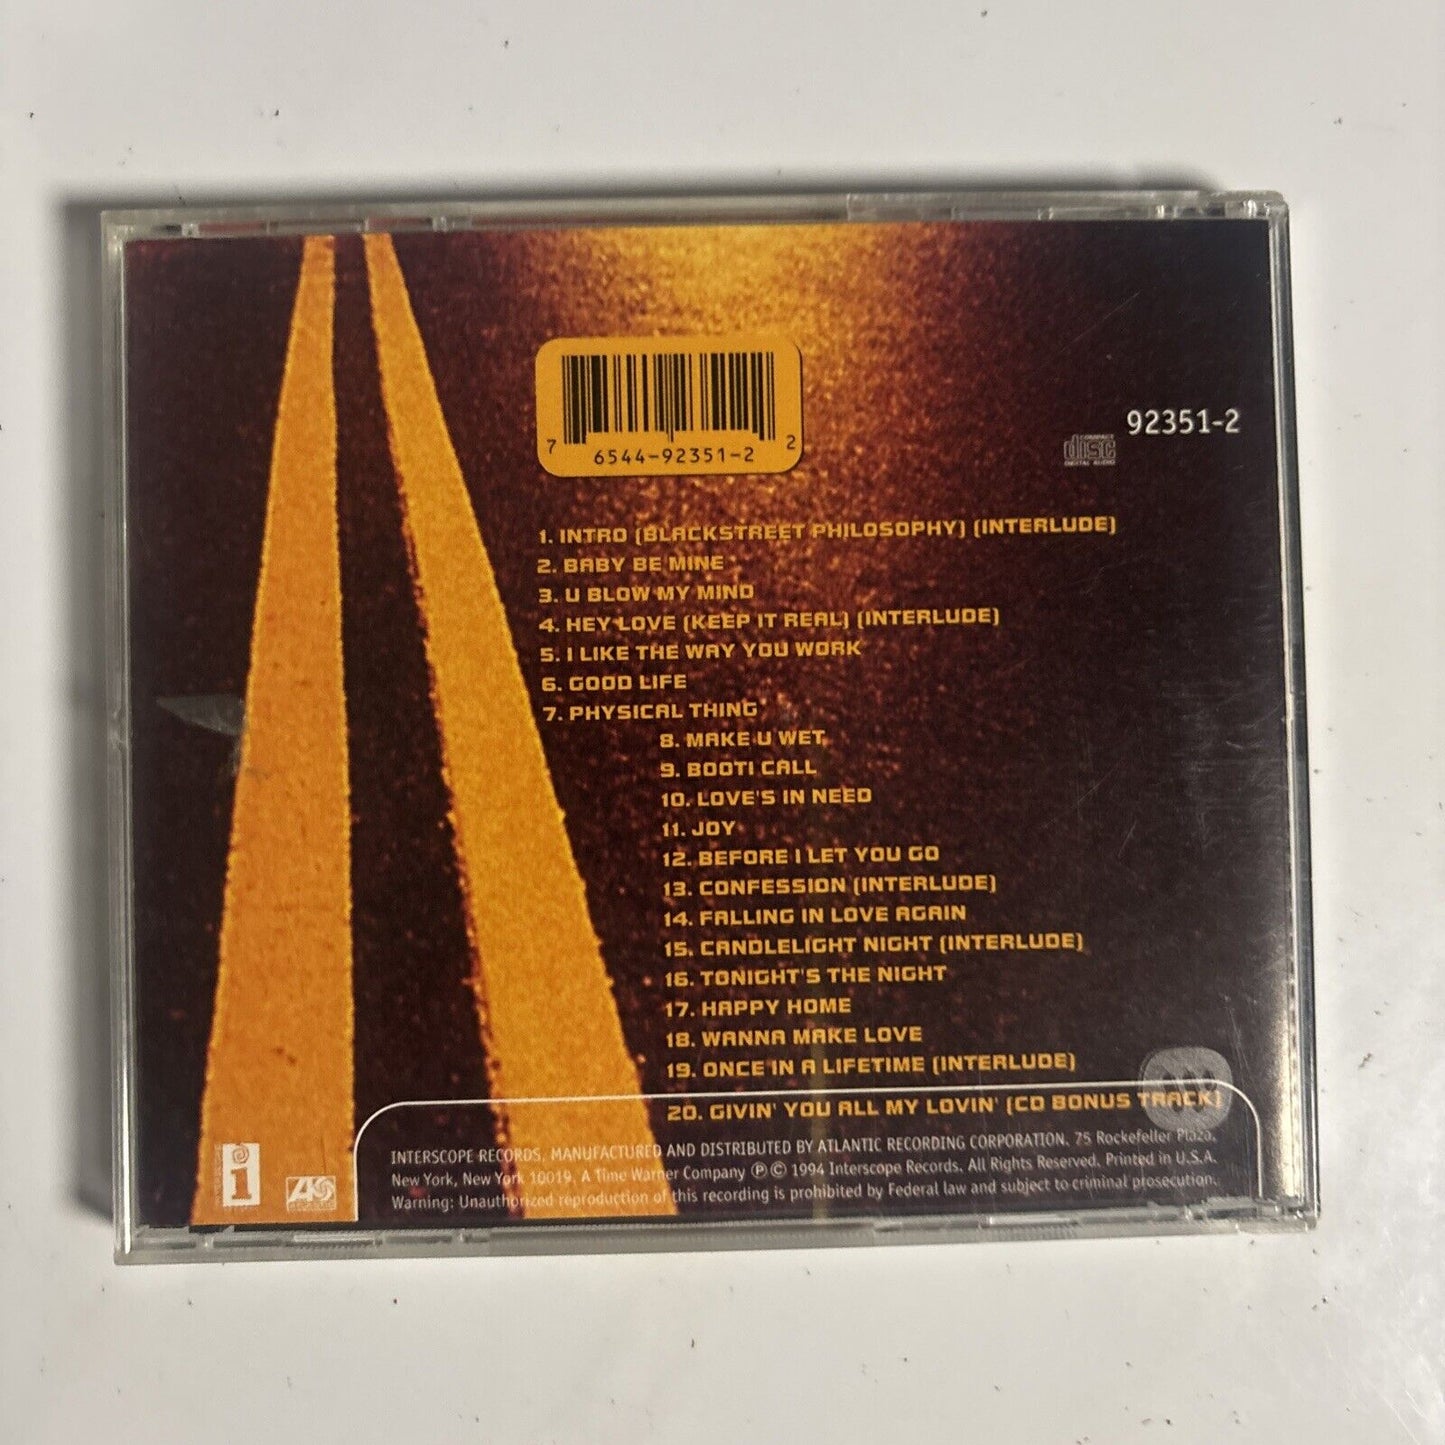 7 6544-92351-2 2
92351-2
COMPACT
disc
DIGITAL AUDIO
1. INTRO (BLACKSTREET PHILOSOPHY) (INTERLUDE)
2. BABY BE MINE
3. U BLOW MY MIND
4. HEY LOVE (KEEP IT REAL) (INTERLUDE)
5. I LIKE THE WAY YOU WORK
6. GOOD LIFE
7. PHYSICAL THING
8. MAKE U WET
9. BOOTI CALL
10. LOVE'S IN NEED
11. JOY
12. BEFORE I LET YOU GO
13. CONFESSION (INTERLUDE)
14. FALLING IN LOVE AGAIN
15. CANDLELIGHT NIGHT (INTERLUDE)
16. TONIGHT'S THE NIGHT
17. HAPPY HOME
18. WANNA MAKE LOVE
19. ONCE IN A LIFETIME (INTERLUDE)
20. GIVIN' YOU ALL MY LOVIN' (CD BONUS TRACK)
INTERSCOPE RECORDS, MANUFACTURED AND DISTRIBUTED BY ATLANTIC RECORDING CORPORATION. 75 Rockefeller Plaza,
New York, New York 10019. A Time Warner Company ℗© 1994 Interscope Records. All Rights Reserved. Printed in U.S.A.
Warning: Unauthorized reproduction of this recording is prohibited by Federal law and subject to criminal prosecution.
i